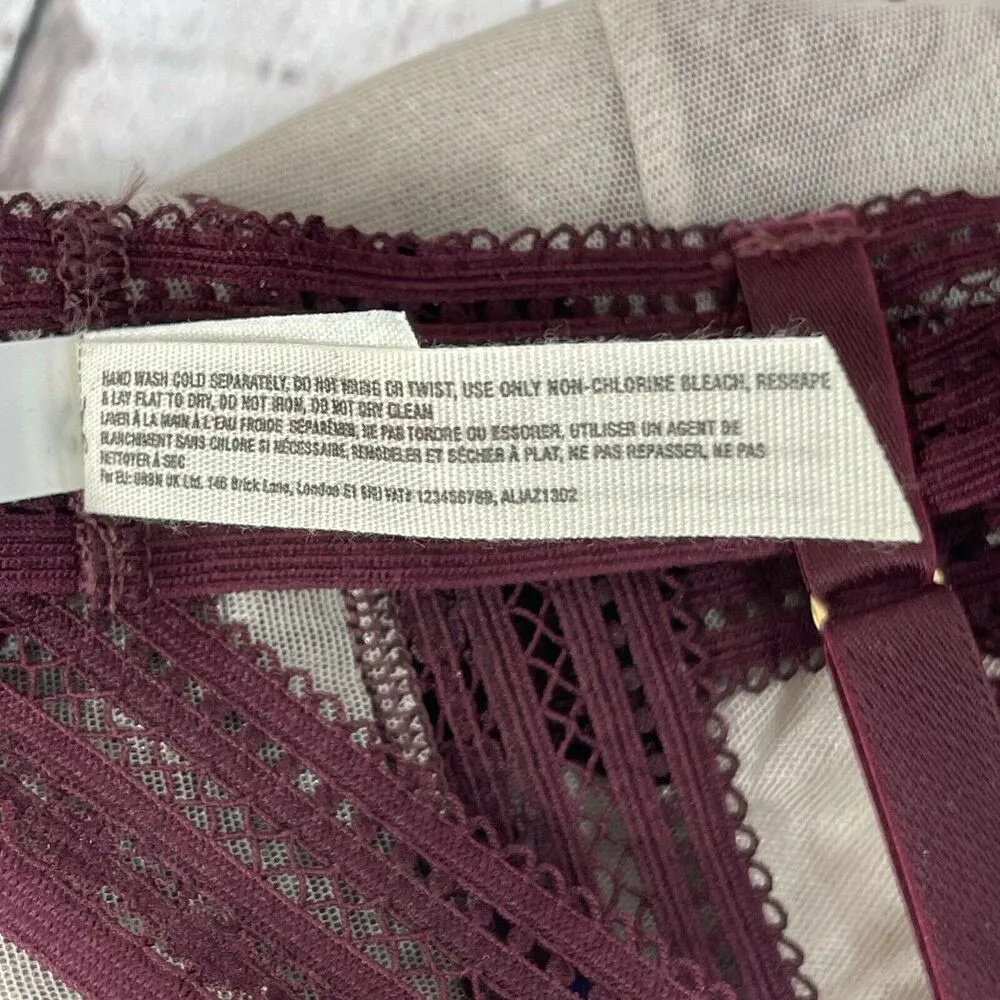 HAND WASH COLD SEPARATELY, DO NOT WRING OR TWIST, USE ONLY NON-CHLORINE BLEACH, RESHAPE
& LAY FLAT TO DRY, DO NOT IRON, DO NOT DRY CLEAN
LAVER À LA MAIN À L'EAU FROIDE SÉPARÉMENT, NE PAS TORDRE OU ESSORER, UTILISER UN AGENT DE
BLANCHIMENT SANS CHLORE SI NÉCESSAIRE, REMODELER ET SÉCHER À PLAT, NE PAS REPASSER, NE PAS
NETTOYER À SEC
For EU: URBN UK Ltd. 146 Brick Lane, London E1 6RU VAT# 123456789, ALIAZ13D2